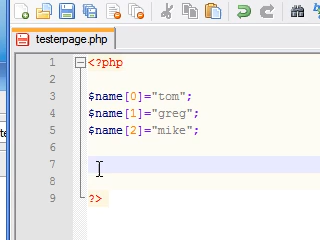 testerpage.php
1 <?php
2
3 $name[0]="tom";
4 $name[1]="greg";
5 $name[2]="mike";
6
7
8
9 ?>